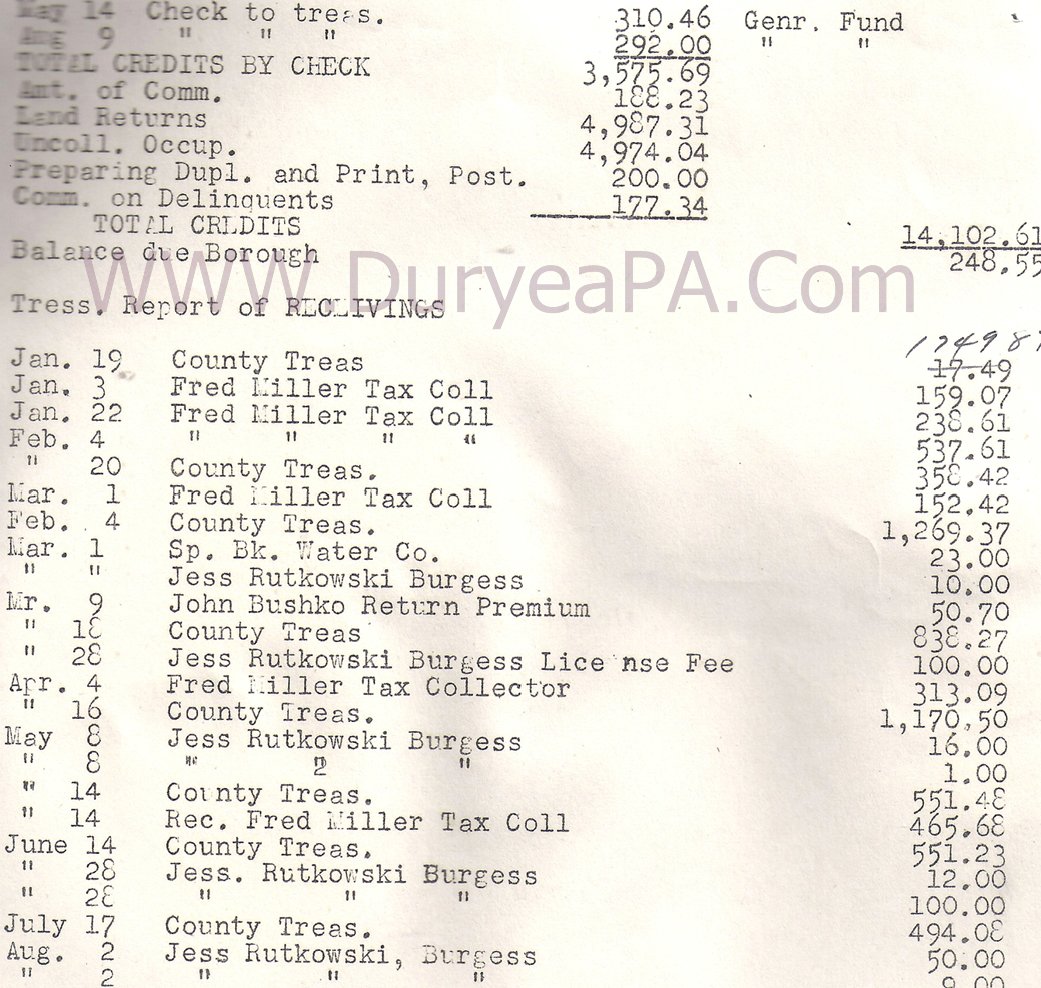 May 14 Check to treas. 310.46 Genr. Fund
Aug 9 " " " 292.00 " "
TOTAL CREDITS BY CHECK 3,575.69
Amt. of Comm. 188.23
Land Returns 4,987.31
Uncoll. Occup. 4,974.04
Preparing Dupl. and Print, Post. 200.00
Comm. on Delinquents 177.34
TOTAL CREDITS 14,102.61
Balance due Borough 248.55
WWW.DuryeaPA.Com
Tress. Report of RECEIVINGS
Jan. 19 County Treas 17.49
Jan. 3 Fred Miller Tax Coll 159.07
Jan. 22 Fred Miller Tax Coll 238.61
Feb. 4 " " " " 537.61
" 20 County Treas. 358.42
Mar. 1 Fred Miller Tax Coll 152.42
Feb. 4 County Treas. 1,269.37
Mar. 1 Sp. Bk. Water Co. 23.00
" " Jess Rutkowski Burgess 10.00
Mr. 9 John Bushko Return Premium 50.70
" 18 County Treas 838.27
" 28 Jess Rutkowski Burgess License Fee 100.00
Apr. 4 Fred Miller Tax Collector 313.09
" 16 County Treas. 1,170,50
May 8 Jess Rutkowski Burgess 16.00
" 8 " 2 " 1.00
" 14 County Treas. 551.48
" 14 Rec. Fred Miller Tax Coll 465.68
June 14 County Treas. 551.23
" 28 Jess. Rutkowski Burgess 12.00
" 28 " " " 100.00
July 17 County Treas. 494.08
Aug. 2 Jess Rutkowski, Burgess 50.00
" 2 " " "